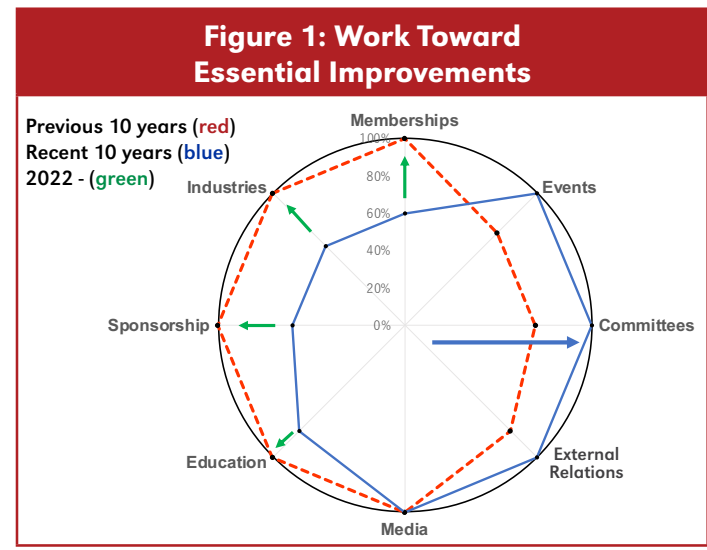 Figure 1: Work Toward
Essential Improvements
Previous 10 years (red)
Recent 10 years (blue)
2022 - (green)
Memberships
100%
80%
60%
40%
20%
0%
Events
Committees
External
Relations
Media
Education
Sponsorship
Industries